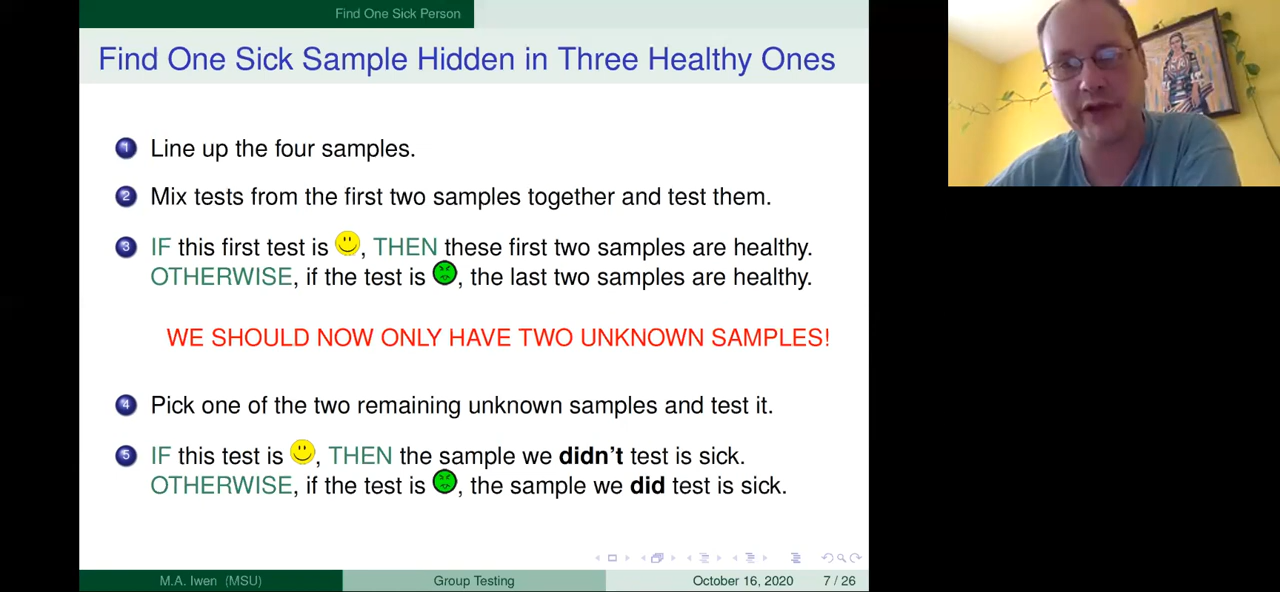 Find One Sick Person
Find One Sick Sample Hidden in Three Healthy Ones
1 Line up the four samples.
2 Mix tests from the first two samples together and test them.
3 IF this first test is , THEN these first two samples are healthy.
OTHERWISE, if the test is , the last two samples are healthy.
WE SHOULD NOW ONLY HAVE TWO UNKNOWN SAMPLES!
4 Pick one of the two remaining unknown samples and test it.
5 IF this test is , THEN the sample we didn't test is sick.
OTHERWISE, if the test is , the sample we did test is sick.
M.A. Iwen (MSU) Group Testing October 16, 2020 7 / 26